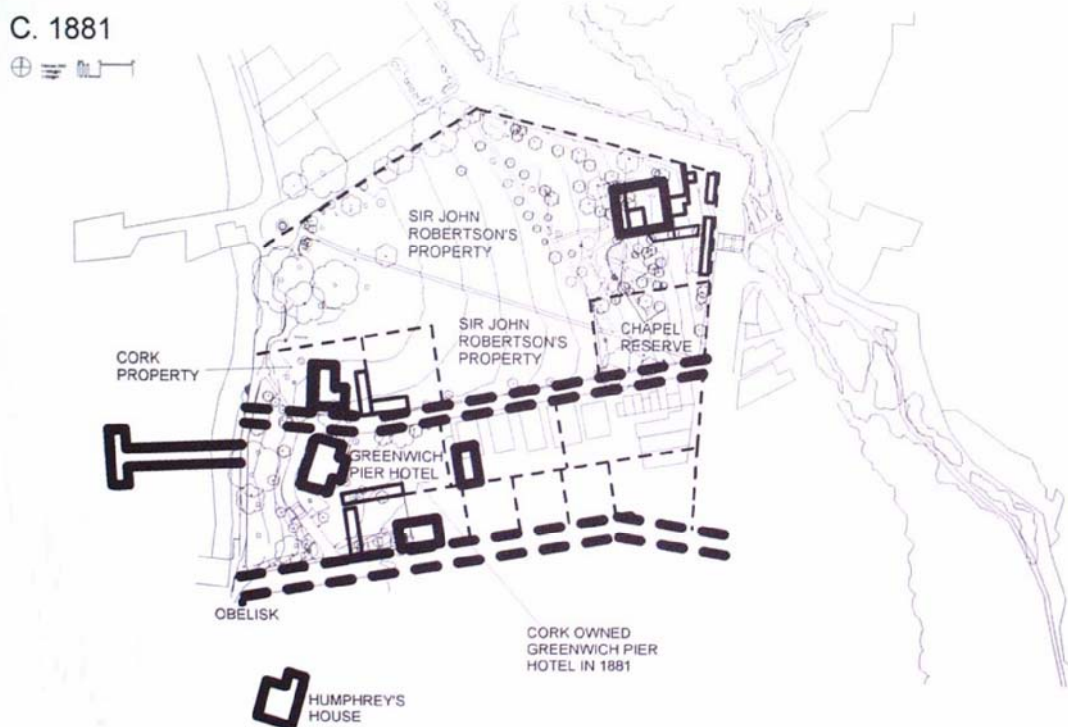 C. 1881
SIR JOHN
ROBERTSON'S
PROPERTY
SIR JOHN
ROBERTSON'S
PROPERTY
CHAPEL
RESERVE
CORK
PROPERTY
GREENWICH
PIER HOTEL
OBELISK
CORK OWNED
GREENWICH PIER
HOTEL IN 1881
HUMPHREY'S
HOUSE